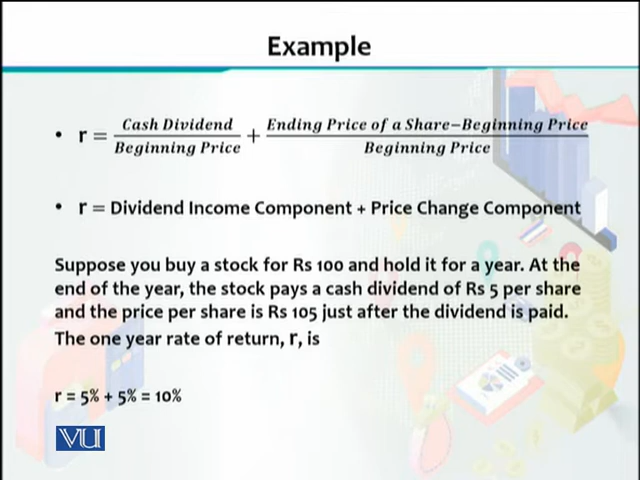 Example
• r = Cash Dividend / Beginning Price + Ending Price of a Share−Beginning Price / Beginning Price
• r = Dividend Income Component + Price Change Component
Suppose you buy a stock for Rs 100 and hold it for a year. At the
end of the year, the stock pays a cash dividend of Rs 5 per share
and the price per share is Rs 105 just after the dividend is paid.
The one year rate of return, r, is
r = 5% + 5% = 10%
VU